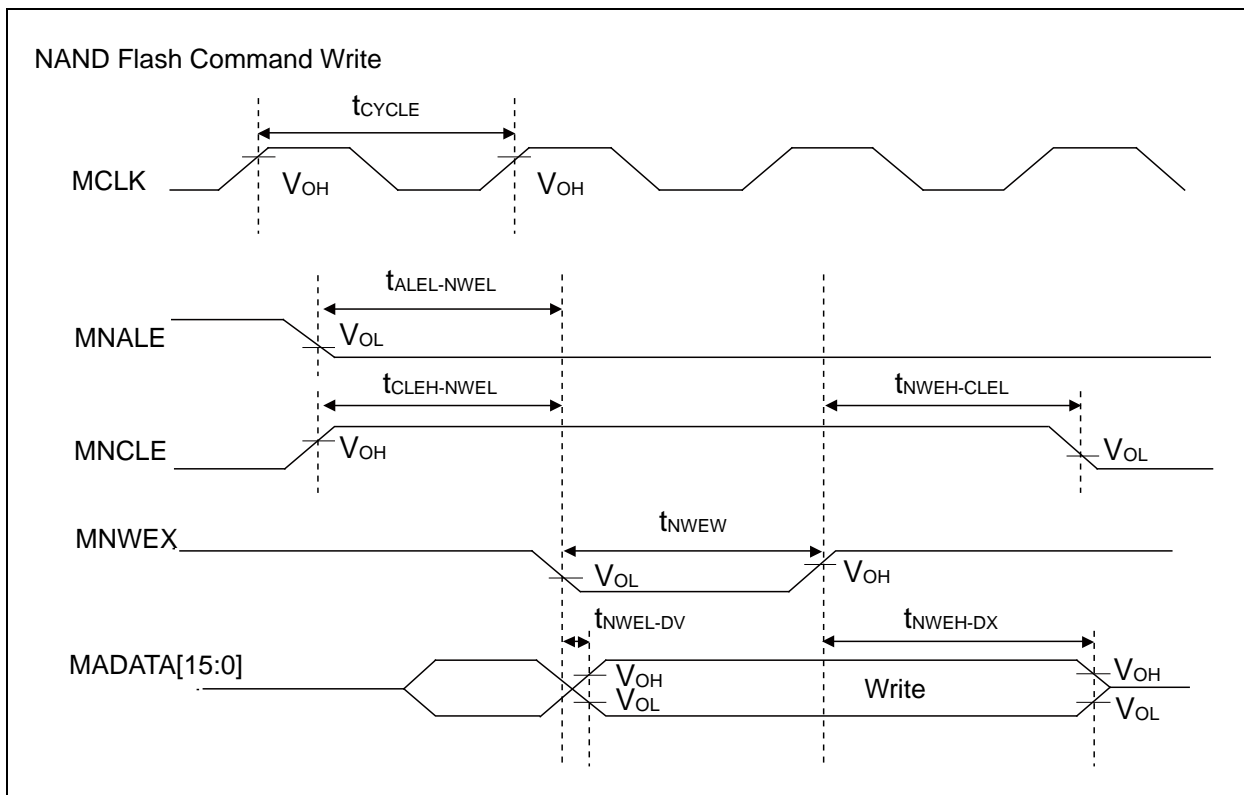 NAND Flash Command Write
tCYCLE
MCLK
VOH
VOH
tALEL-NWEL
MNALE
VOL
tCLEH-NWEL
tNWEH-CLEL
MNCLE
VOH
VOL
MNWEX
tNWEW
VOL
VOH
tNWEL-DV
tNWEH-DX
MADATA[15:0]
VOH
Write
VOH
VOL
VOL